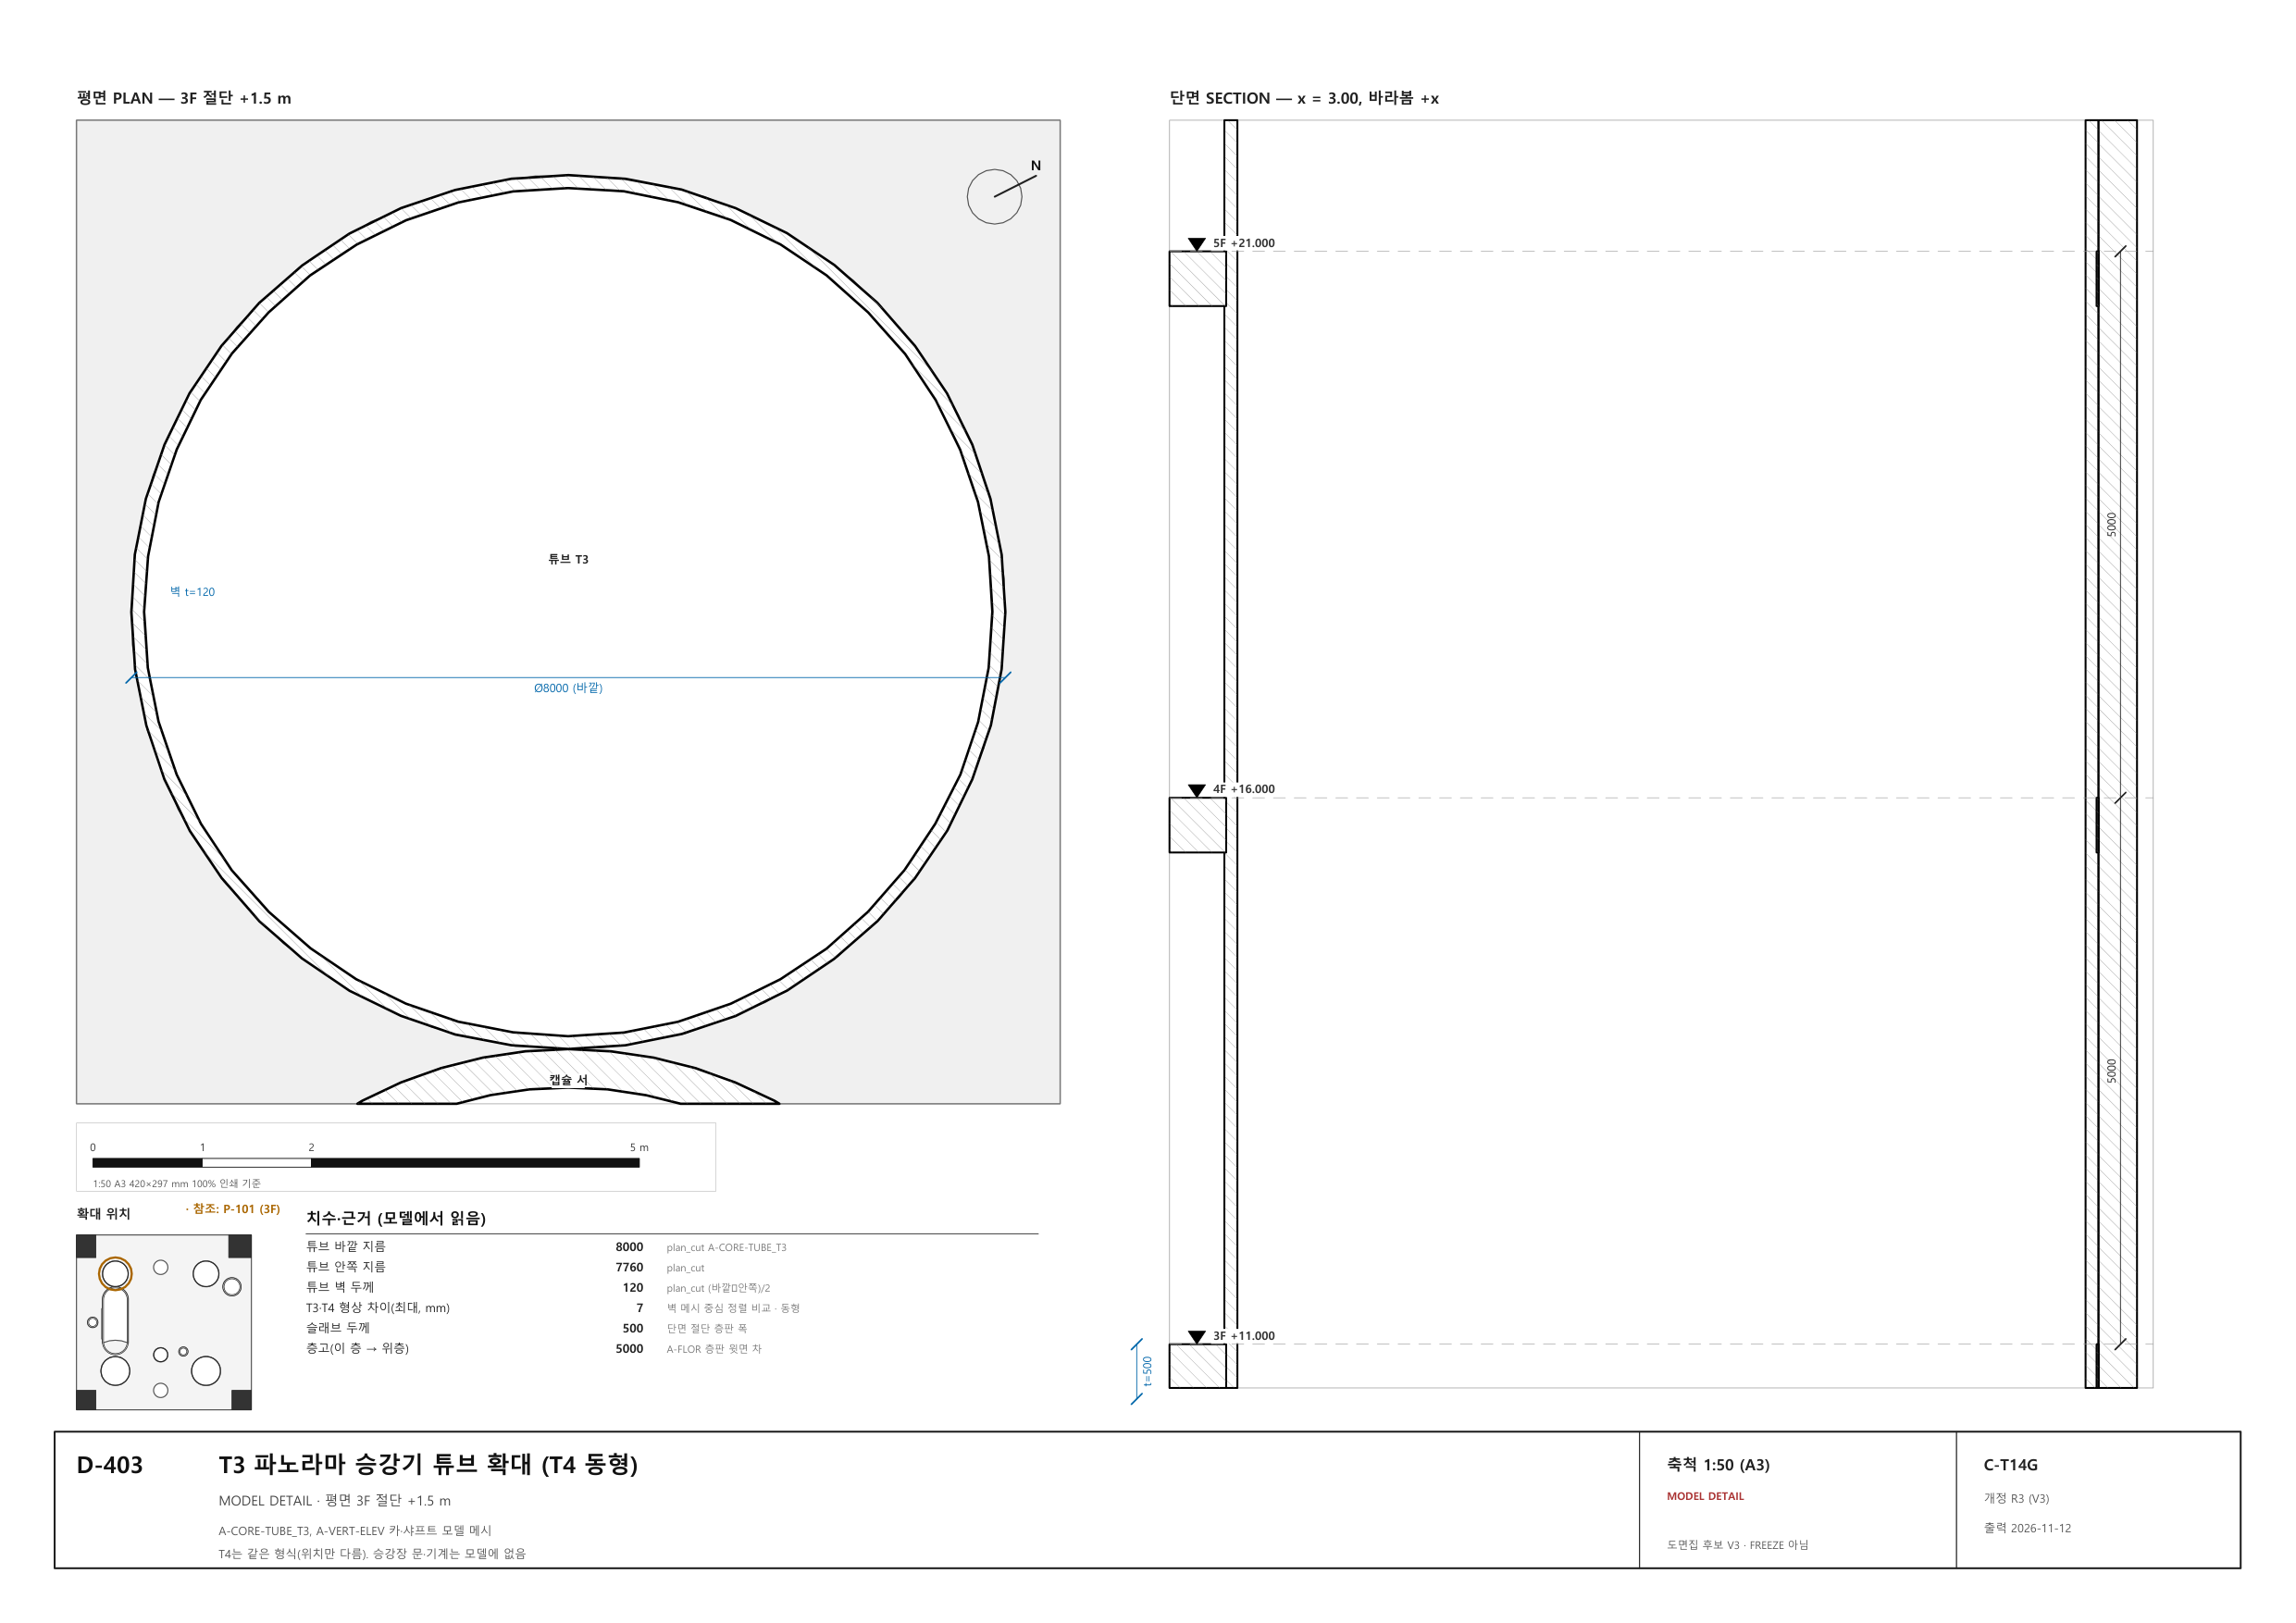 평면 PLAN — 3F 절단 +1.5 m
N
튜브 T3
벽 t=120
Ø8000 (바깥)
캡슐 서
단면 SECTION — x = 3.00, 바라봄 +x
5F +21.000
5000
4F +16.000
5000
3F +11.000
t=500
0 1 2 5 m
1:50 A3 420×297 mm 100% 인쇄 기준
확대 위치 · 참조: P-101 (3F)
치수·근거 (모델에서 읽음)
튜브 바깥 지름 8000 plan_cut A-CORE-TUBE_T3
튜브 안쪽 지름 7760 plan_cut
튜브 벽 두께 120 plan_cut (바깥▯안쪽)/2
T3·T4 형상 차이(최대, mm) 7 벽 메시 중심 정렬 비교 · 동형
슬래브 두께 500 단면 절단 층판 폭
층고(이 층 → 위층) 5000 A-FLOR 층판 윗면 차
D-403
T3 파노라마 승강기 튜브 확대 (T4 동형)
MODEL DETAIL · 평면 3F 절단 +1.5 m
A-CORE-TUBE_T3, A-VERT-ELEV 카·샤프트 모델 메시
T4는 같은 형식(위치만 다름). 승강장 문·기계는 모델에 없음
축척 1:50 (A3)
MODEL DETAIL
도면집 후보 V3 · FREEZE 아님
C-T14G
개정 R3 (V3)
출력 2026-11-12